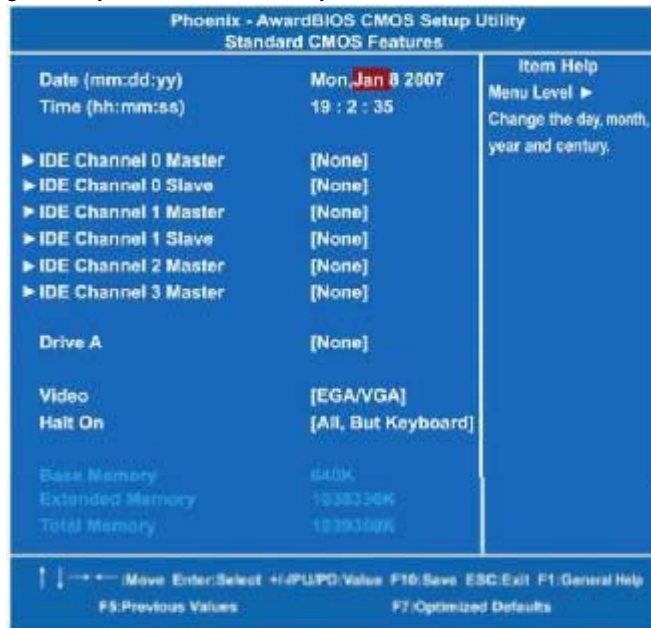 Phoenix - AwardBIOS CMOS Setup Utility
Standard CMOS Features
Date (mm:dd:yy) Mon,Jan 8 2007
Time (hh:mm:ss) 19 : 2 : 35
► IDE Channel 0 Master [None]
► IDE Channel 0 Slave [None]
► IDE Channel 1 Master [None]
► IDE Channel 1 Slave [None]
► IDE Channel 2 Master [None]
► IDE Channel 3 Master [None]
Drive A [None]
Video [EGA/VGA]
Halt On [All, But Keyboard]
Base Memory 640K
Extended Memory 1038336K
Total Memory 1039360K
Item Help
Menu Level ►
Change the day, month,
year and century.
↑ ↓ → ← :Move Enter:Select +/-/PU/PD:Value F10:Save ESC:Exit F1:General Help
F5:Previous Values F7:Optimized Defaults